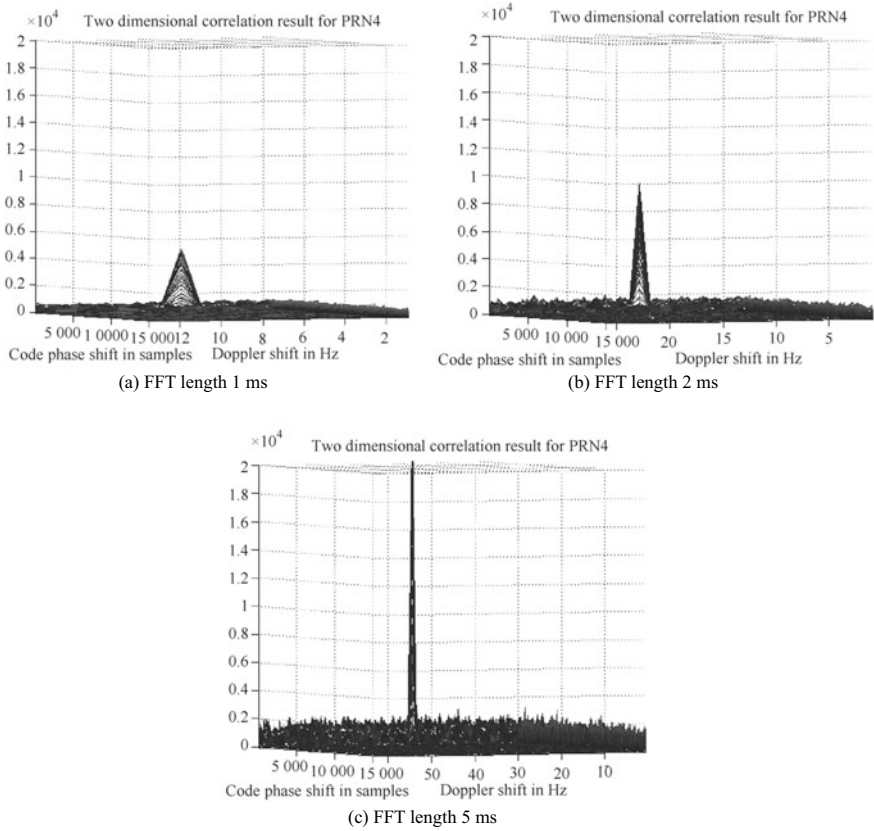 ×10⁴ Two dimensional correlation result for PRN4
2
1.8
1.6
1.4
1.2
1
0.8
0.6
0.4
0.2
0
5 000 1 0000 15 00012 10 8 6 4 2
Code phase shift in samples Doppler shift in Hz
(a) FFT length 1 ms
×10⁴ Two dimensional correlation result for PRN4
2
1.8
1.6
1.4
1.2
1
0.8
0.6
0.4
0.2
0
5 000 10 000 15 000 20 15 10 5
Code phase shift in samples Doppler shift in Hz
(b) FFT length 2 ms
×10⁴ Two dimensional correlation result for PRN4
2
1.8
1.6
1.4
1.2
1
0.8
0.6
0.4
0.2
0
5 000 10 000 15 000 50 40 30 20 10
Code phase shift in samples Doppler shift in Hz
(c) FFT length 5 ms